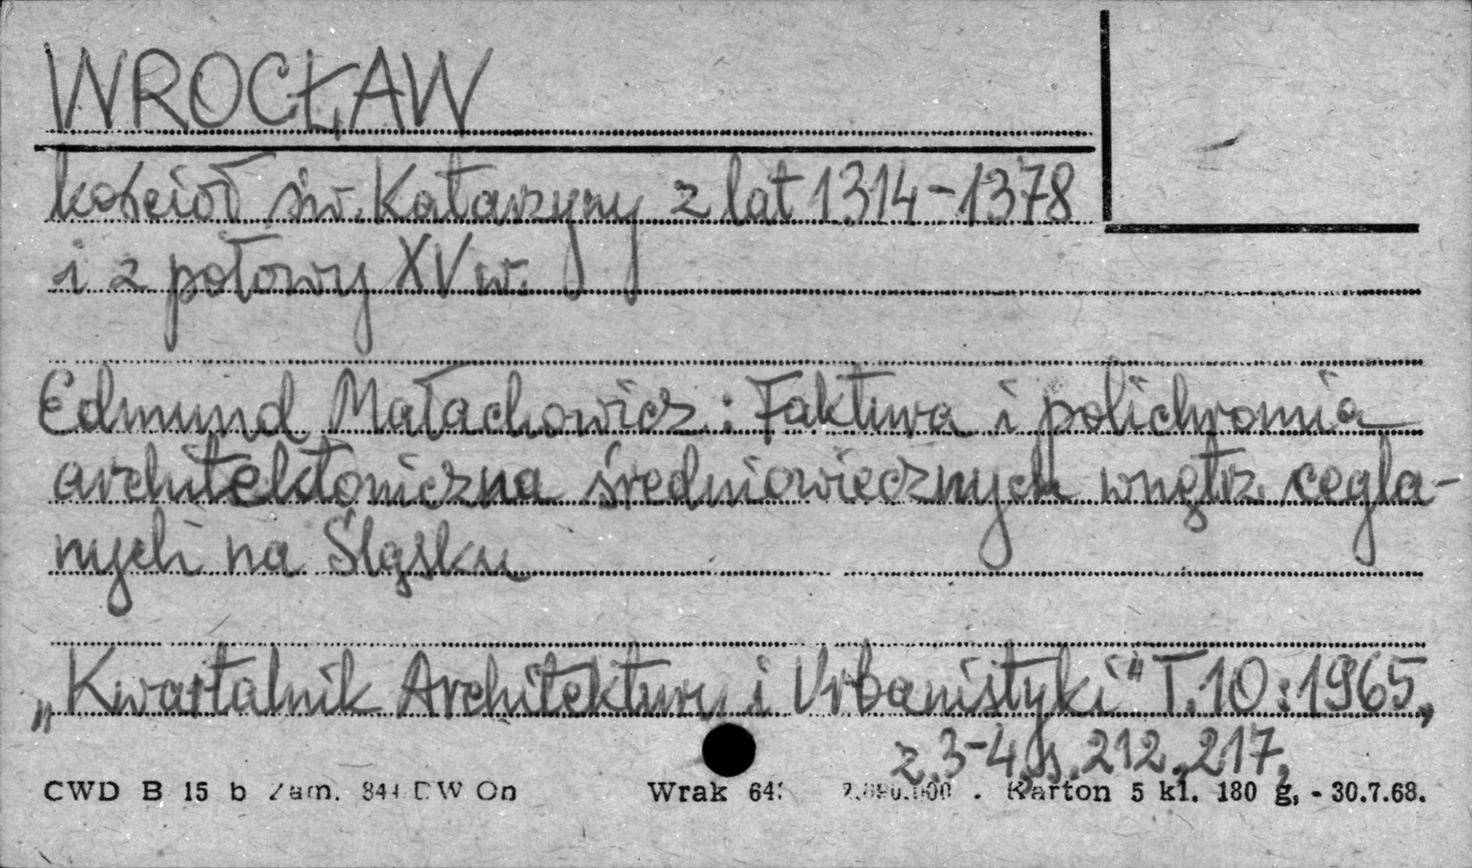 WROCŁAW
kościół św. Katarzyny z lat 1314-1378
i z połowy XV w.
Edmund Małachowicz: Faktura i polichromia
architektoniczna średniowiecznych wnętrz cegla-
nych na Śląsku
„Kwartalnik Architektury i Urbanistyki" T.10:1965,
z.3-4,s.212,217,
CWD B 15 b Zam. 844 DW On Wrak 64 Karton 5 kl. 180 g, - 30.7.68.